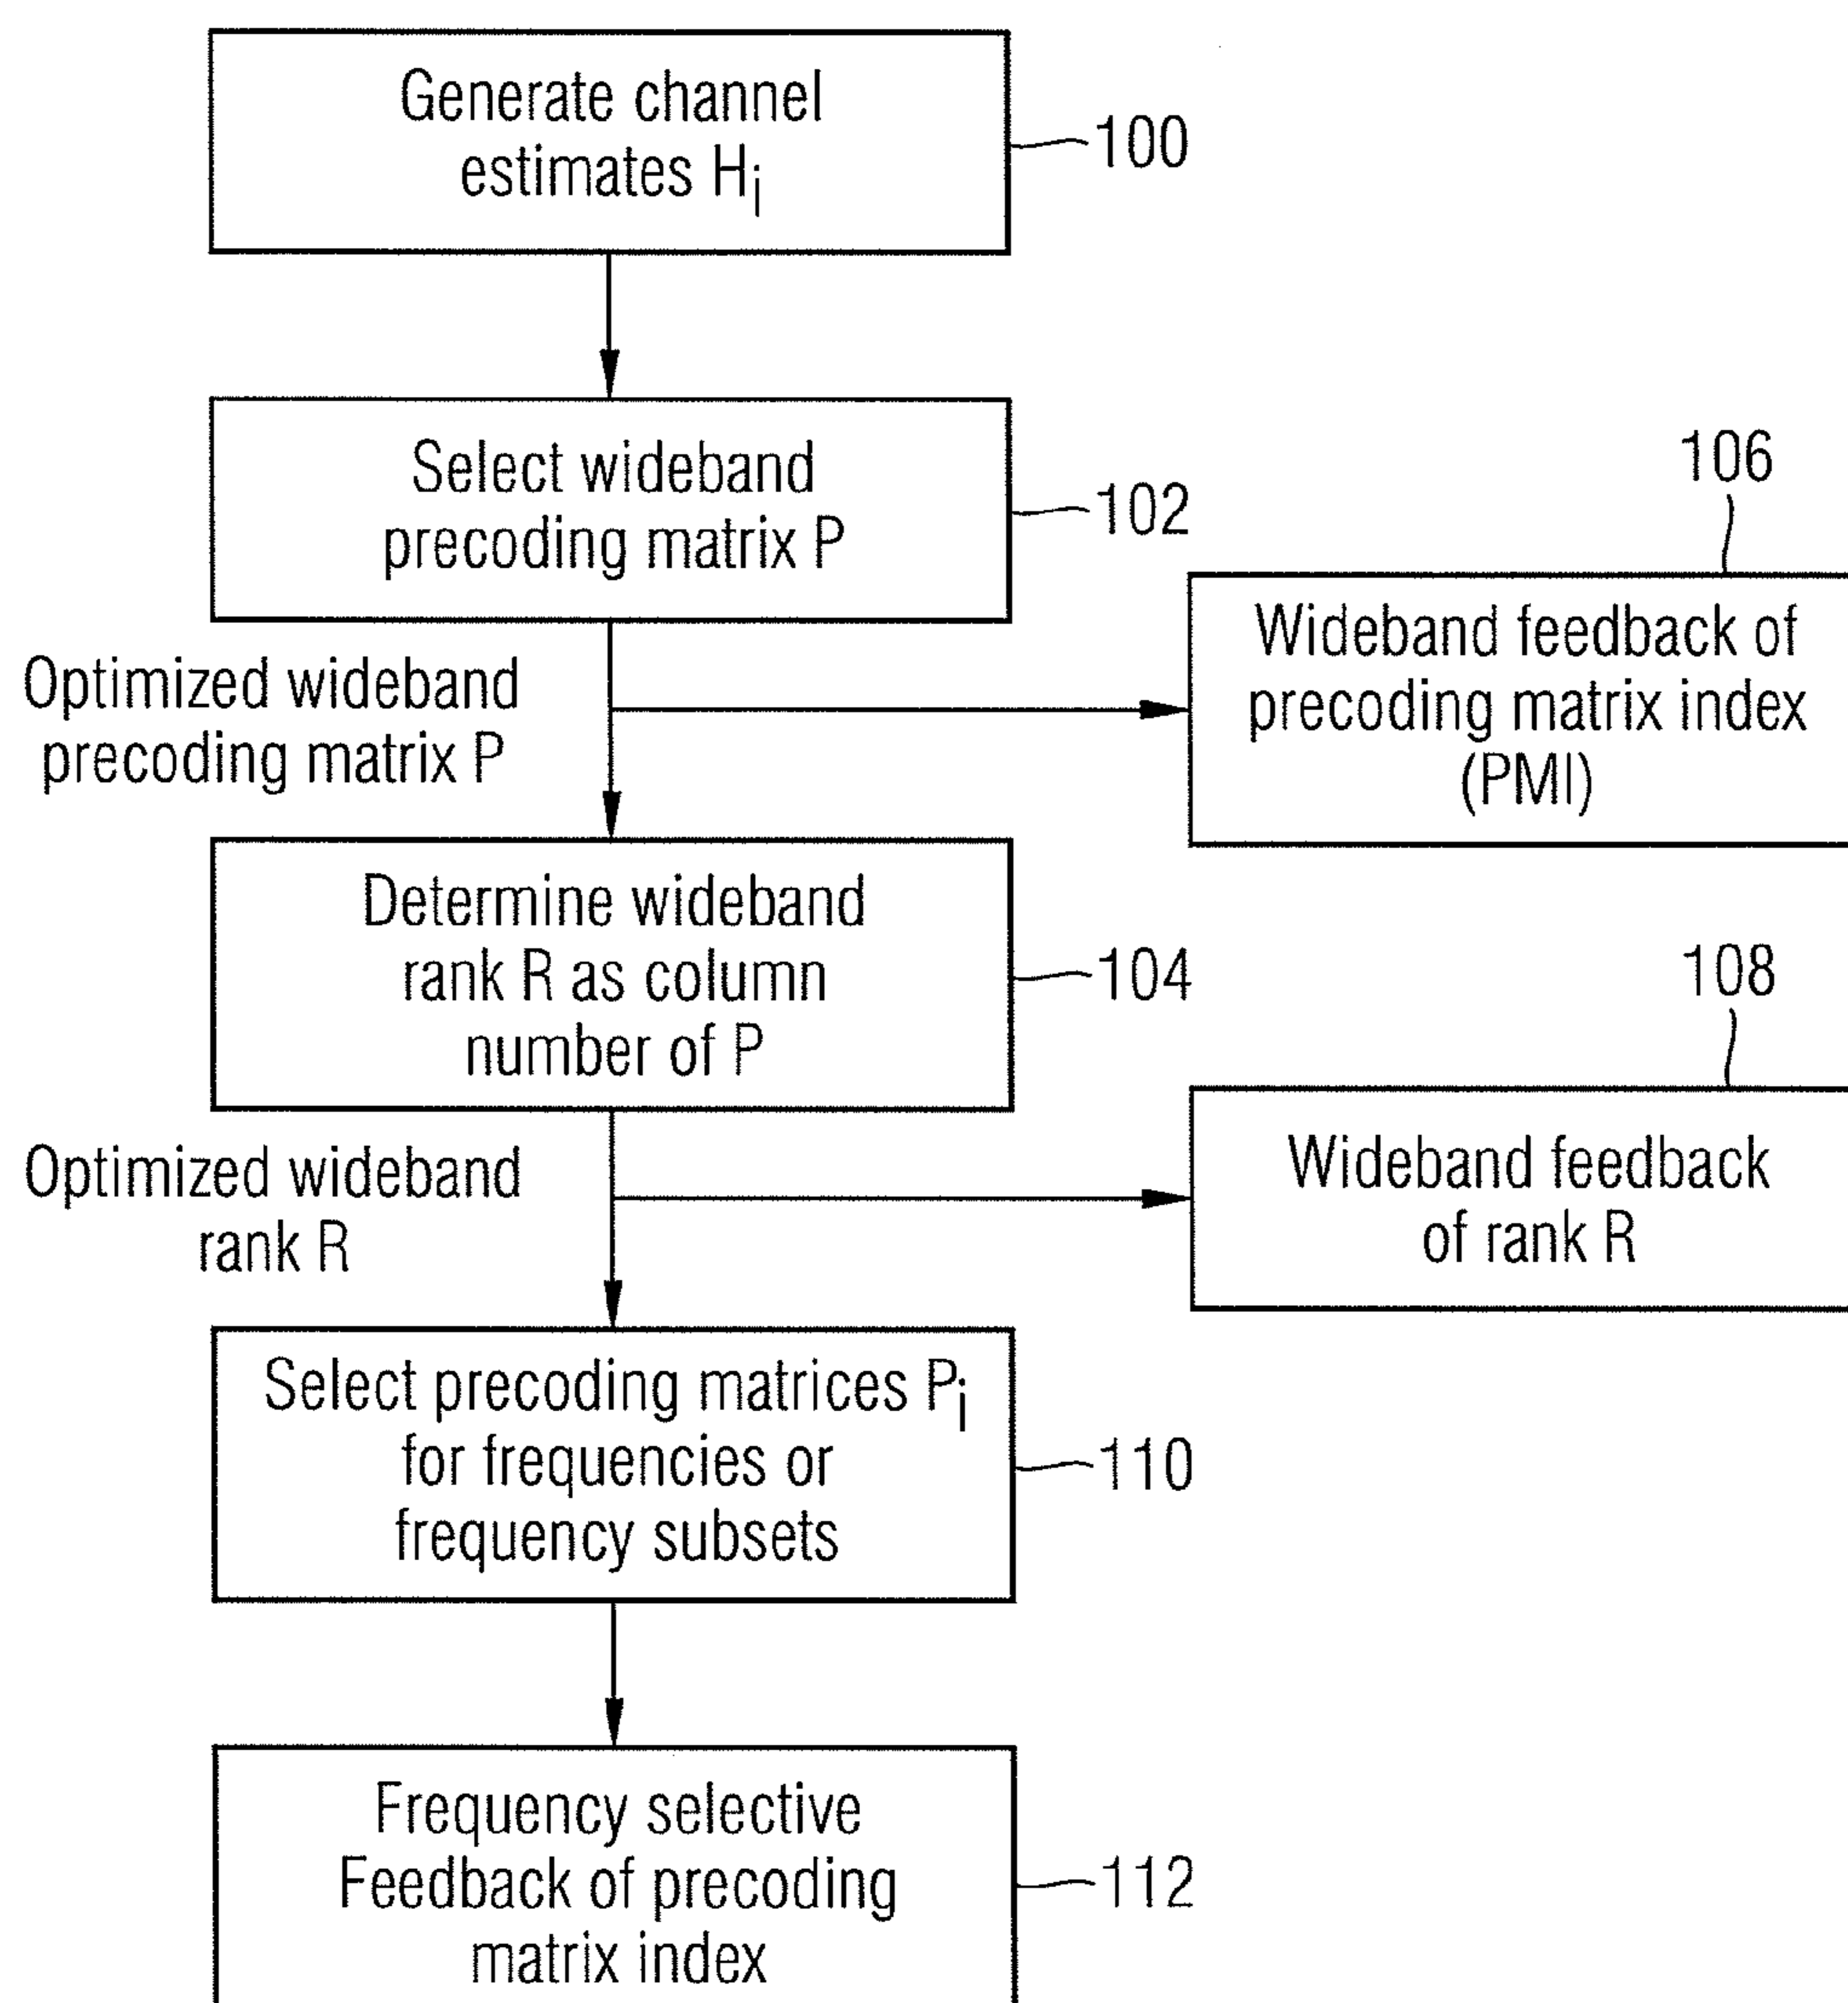 Generate channel
estimates Hi
100
Select wideband
precoding matrix P
102
106
Wideband feedback of
precoding matrix index
(PMI)
Optimized wideband
precoding matrix P
Determine wideband
rank R as column
number of P
104
108
Wideband feedback
of rank R
Optimized wideband
rank R
Select precoding matrices Pi
for frequencies or
frequency subsets
110
Frequency selective
Feedback of precoding
matrix index
112